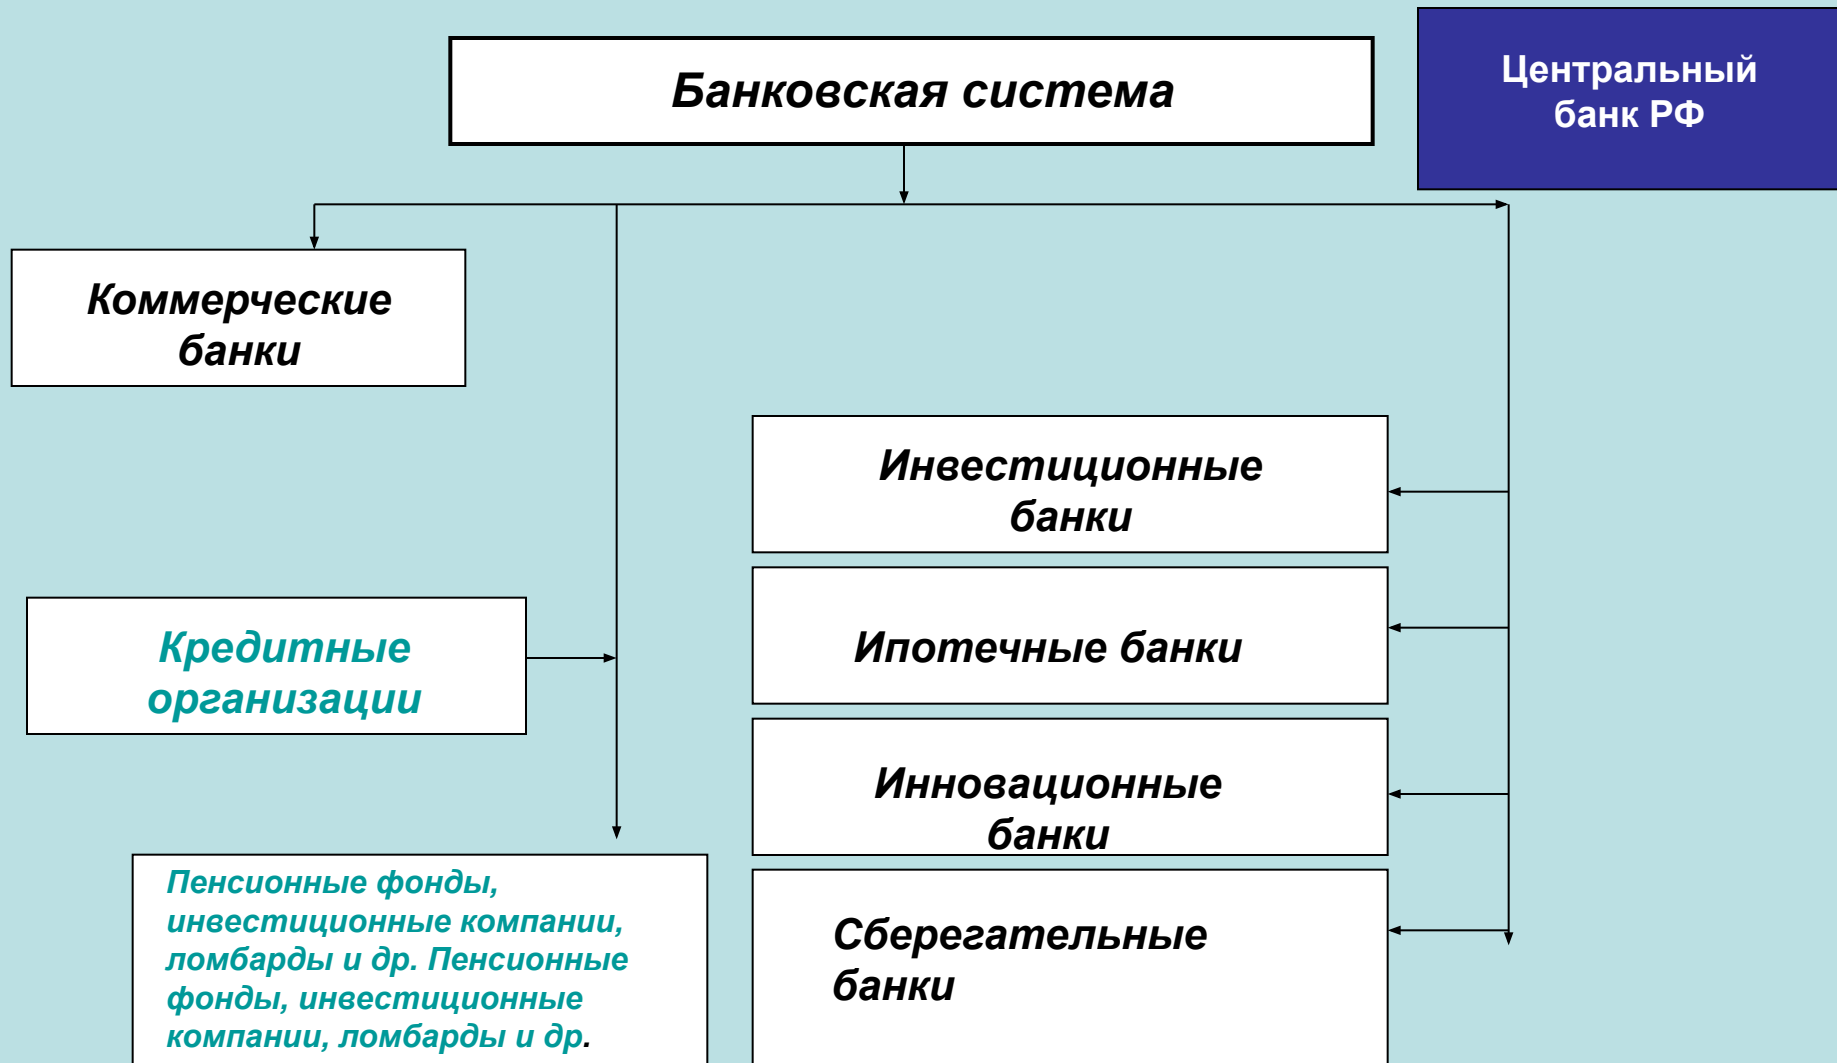 Банковская система
Центральный
банк РФ
Коммерческие
банки
Инвестиционные
банки
Кредитные
организации
Ипотечные банки
Инновационные
банки
Пенсионные фонды,
инвестиционные компании,
ломбарды и др. Пенсионные
фонды, инвестиционные
компании, ломбарды и др.
Сберегательные
банки